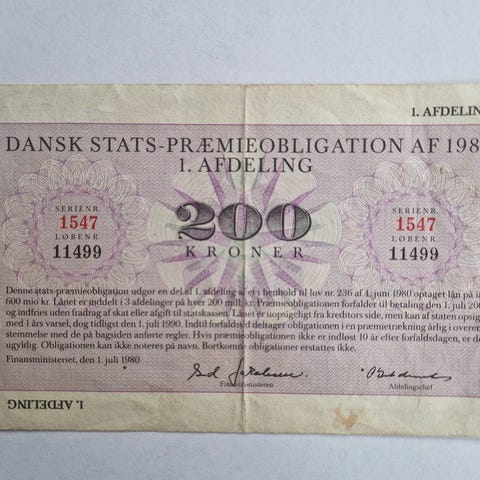 1. AFDELIN
DANSK STATS-PRÆMIEOBLIGATION AF 198
1. AFDELING
SERIENR.
1547
LØBENR.
11499
200
KRONER
SERIENR.
1547
LØBENR.
11499
Denne stats-præmieobligation udgør en del af 1. afdeling af et i henhold til lov nr. 236 af 4. juni 1980 optaget lån på i
600 mio kr. Lånet er inddelt i 3 afdelinger på hver 200 mill. kr. Præmieobligationen forfalder til betaling den 1. juli 200
og indfries uden fradrag af skat eller afgift til statskassen. Lånet er uopsigeligt fra kreditors side, men kan af staten opsig
med 1 års varsel, dog tidligst den 1. juli 1990. Indtil forfaldsted deltager obligationen i en præmietrækning årlig i overen
stemmelse med de på bagsiden anførte regler. Hvis præmieobligationen ikke er indløst 10 år efter forfaldsdagen, er de
ugyldig. Obligationen kan ikke noteres på navn. Bortkomne obligationer erstattes ikke.
Finansministeriet, den 1. juli 1980
Finansministeren
Afdelingschef
1. AFDELING